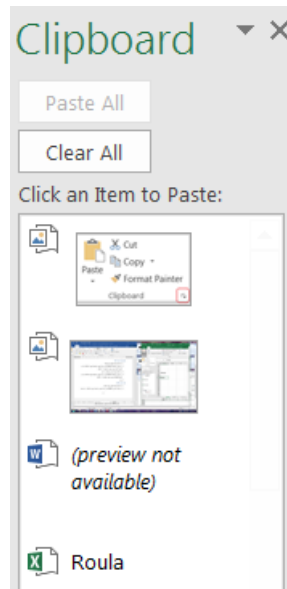 Clipboard
Paste All
Clear All
Click an Item to Paste:
Cut
Copy
Paste
Format Painter
Clipboard
(preview not
available)
Roula